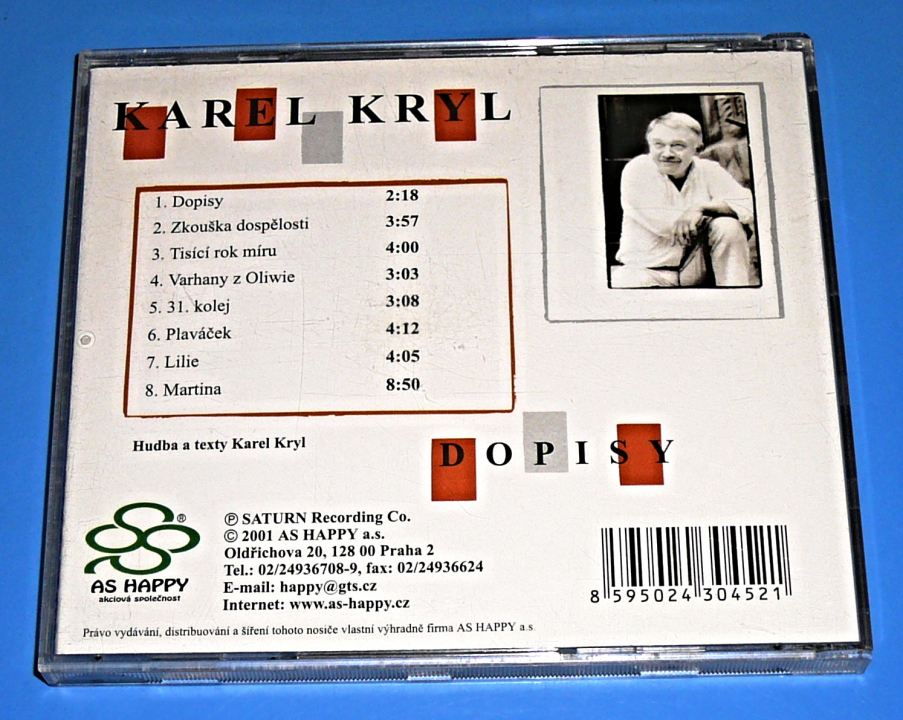 KAREL KRYL
1. Dopisy 2:18
2. Zkouška dospělosti 3:57
3. Tisící rok míru 4:00
4. Varhany z Oliwie 3:03
5. 31. kolej 3:08
6. Plaváček 4:12
7. Lilie 4:05
8. Martina 8:50
Hudba a texty Karel Kryl
DOPISY
®
AS HAPPY
akciová společnost
℗ SATURN Recording Co.
© 2001 AS HAPPY a.s.
Oldřichova 20, 128 00 Praha 2
Tel.: 02/24936708-9, fax: 02/24936624
E-mail: happy@gts.cz
Internet: www.as-happy.cz
8 595024 304521
Právo vydávání, distribuování a šíření tohoto nosiče vlastní výhradně firma AS HAPPY a.s.